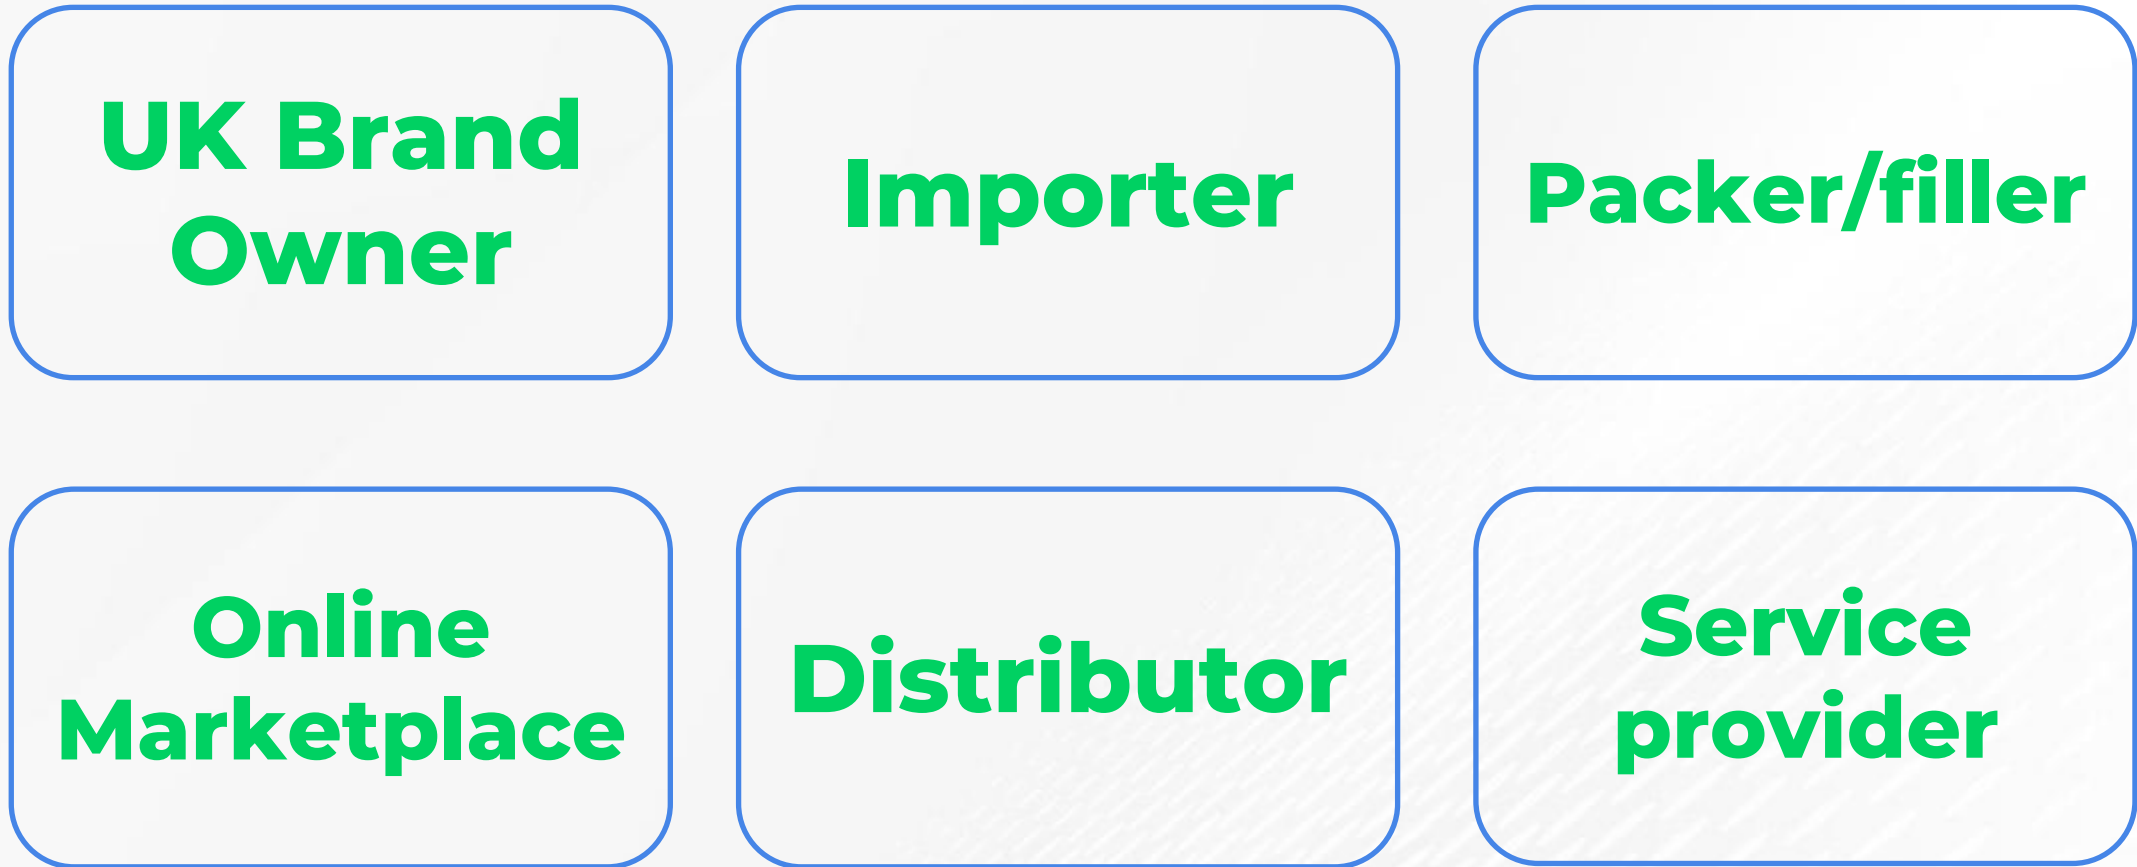 UK Brand
Owner
Importer
Packer/filler
Online
Marketplace
Distributor
Service
provider